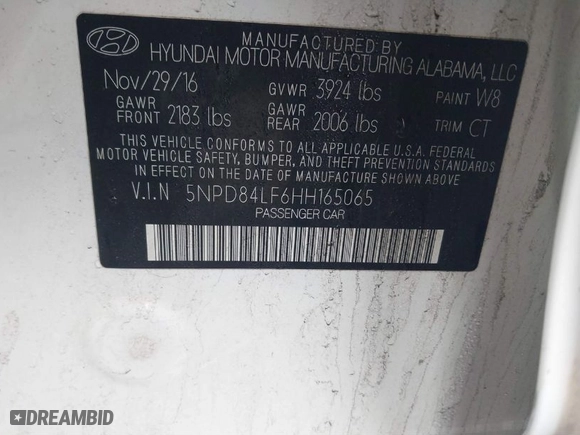 MANUFACTURED BY
HYUNDAI MOTOR MANUFACTURING ALABAMA, LLC
Nov/29/16 GVWR 3924 lbs PAINT W8
GAWR FRONT 2183 lbs GAWR REAR 2006 lbs TRIM CT
THIS VEHICLE CONFORMS TO ALL APPLICABLE U.S.A FEDERAL
MOTOR VEHICLE SAFETY, BUMPER, AND THEFT PREVENTION STANDARDS
IN EFFECT ON THE DATE OF MANUFACTURE SHOWN ABOVE.
V.I.N 5NPD84LF6HH165065
PASSENGER CAR
DREAMBID